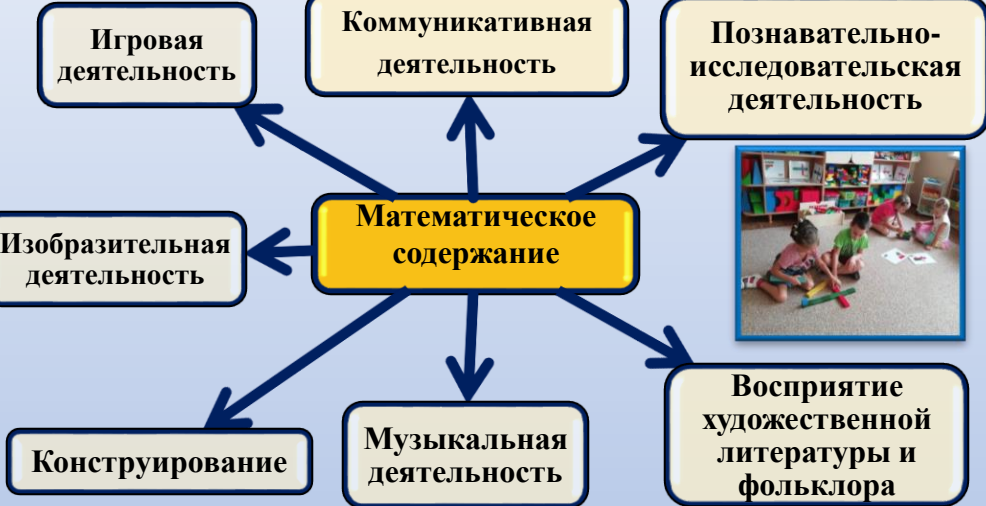 Игровая
деятельность
Коммуникативная
деятельность
Познавательно-
исследовательская
деятельность
Математическое
содержание
Изобразительная
деятельность
Конструирование
Музыкальная
деятельность
Восприятие
художественной
литературы и
фольклора